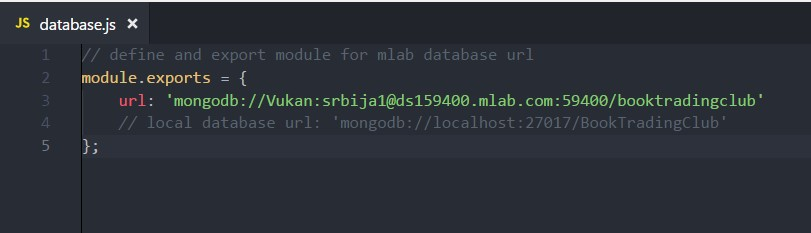 JS database.js ×
1 // define and export module for mlab database url
2 module.exports = {
3 url: 'mongodb://Vukan:srbija1@ds159400.mlab.com:59400/booktradingclub'
4 // local database url: 'mongodb://localhost:27017/BookTradingClub'
5 };